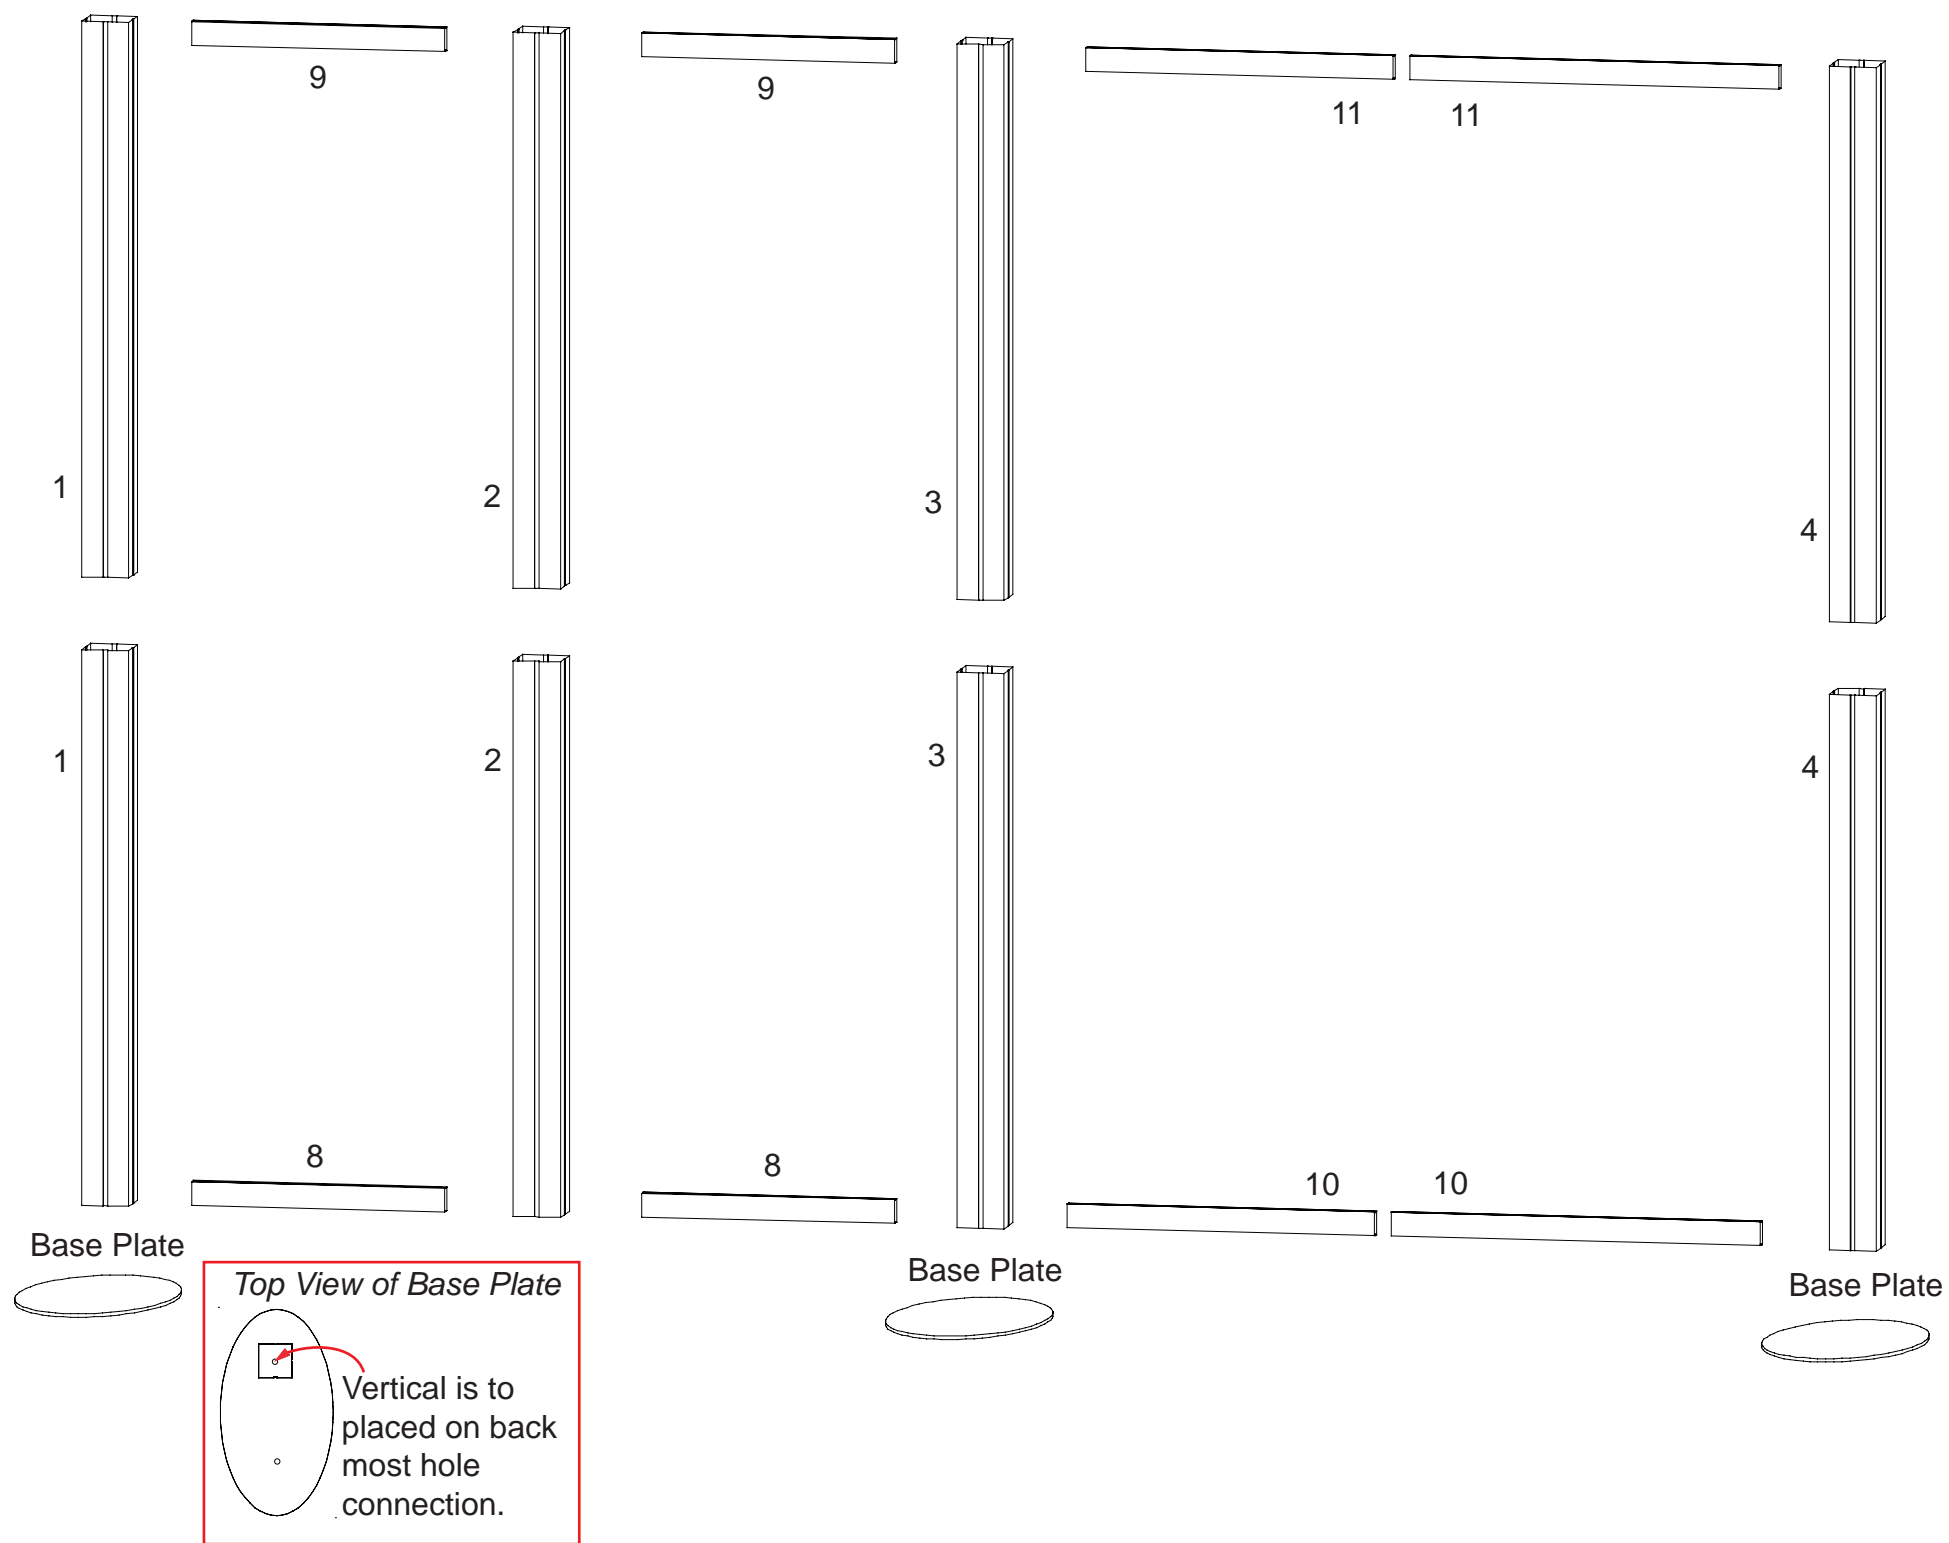 9
9
11
11
1
2
3
4
1
2
3
4
8
8
10
10
Base Plate
Base Plate
Base Plate
Top View of Base Plate
Vertical is to
placed on back
most hole
connection.